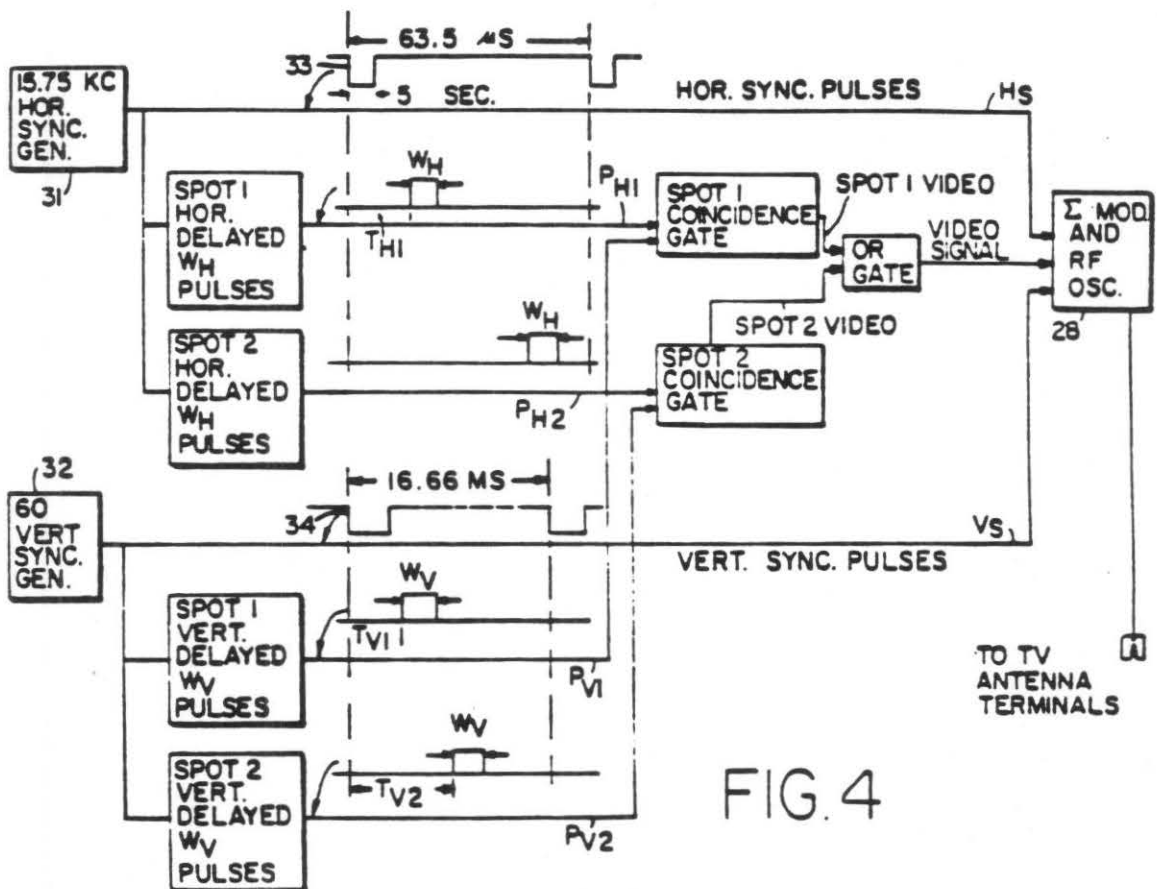 63.5 μS
15.75 KC
HOR.
SYNC.
GEN.
31
33
5 SEC.
HOR. SYNC. PULSES
HS
SPOT 1
HOR.
DELAYED
WH
PULSES
WH
TH1
PH1
SPOT 1
COINCIDENCE
GATE
SPOT 1 VIDEO
OR
GATE
VIDEO
SIGNAL
Σ MOD.
AND
RF
OSC.
28
SPOT 2
HOR.
DELAYED
WH
PULSES
WH
PH2
SPOT 2 VIDEO
SPOT 2
COINCIDENCE
GATE
32
60
VERT
SYNC.
GEN.
16.66 MS
34
VERT. SYNC. PULSES
VS
SPOT 1
VERT.
DELAYED
WV
PULSES
WV
TV1
PV1
TO TV
ANTENNA
TERMINALS
SPOT 2
VERT.
DELAYED
WV
PULSES
WV
TV2
PV2
FIG. 4